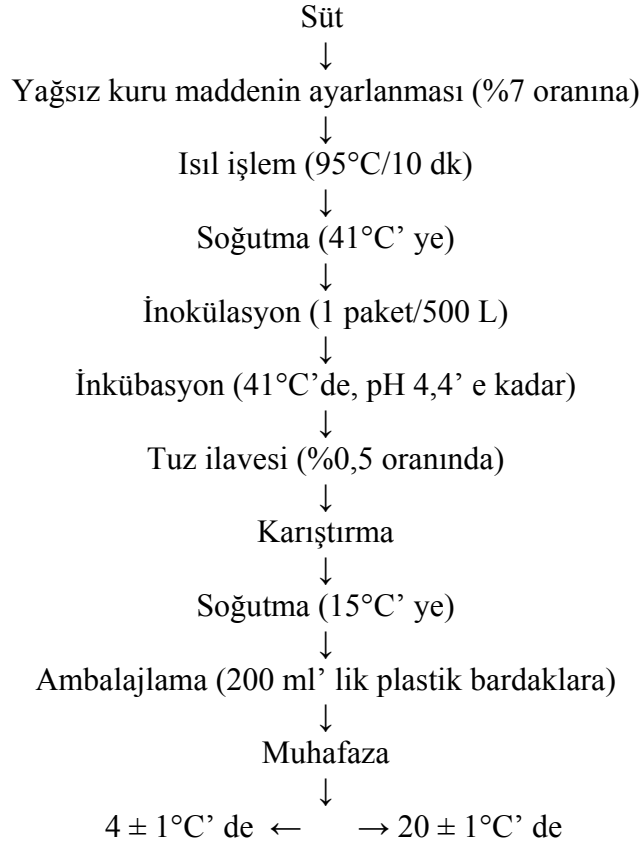 Süt
↓
Yağsız kuru maddenin ayarlanması (%7 oranına)
↓
Isıl işlem (95°C/10 dk)
↓
Soğutma (41°C’ ye)
↓
İnokülasyon (1 paket/500 L)
↓
İnkübasyon (41°C’de, pH 4,4’ e kadar)
↓
Tuz ilavesi (%0,5 oranında)
↓
Karıştırma
↓
Soğutma (15°C’ ye)
↓
Ambalajlama (200 ml’ lik plastik bardaklara)
↓
Muhafaza
↓
4 ± 1°C’ de ← → 20 ± 1°C’ de